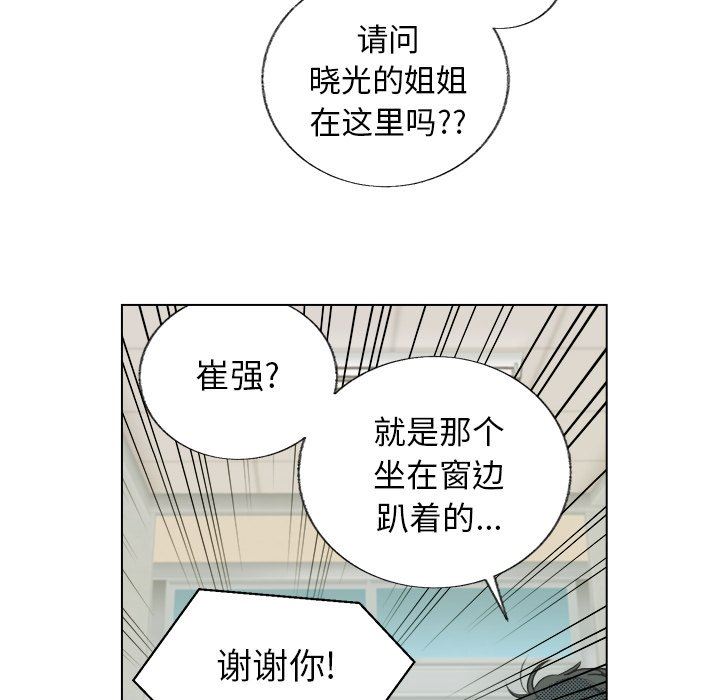 请问
晓光的姐姐
在这里吗??
崔强?
就是那个
坐在窗边
趴着的...
谢谢你!